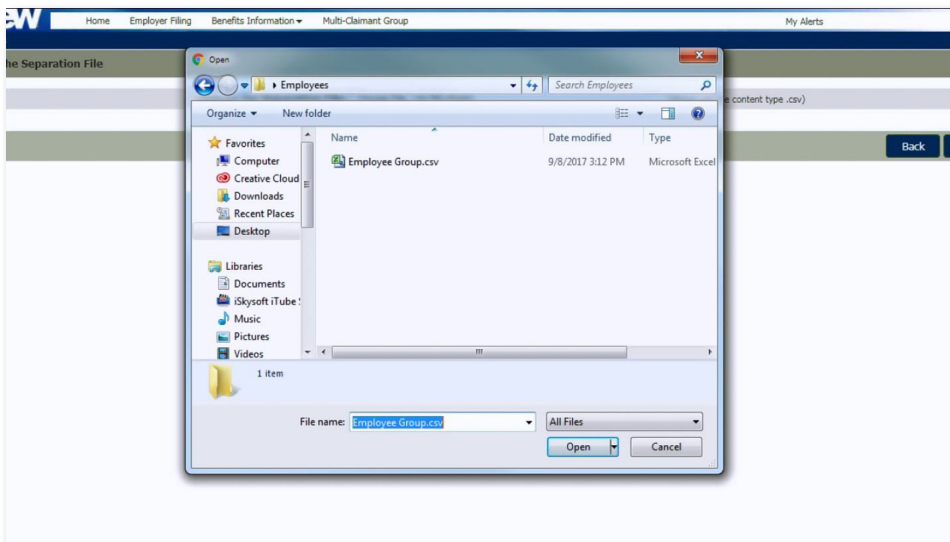 ew Home Employer Filing Benefits Information Multi-Claimant Group My Alerts
he Separation File
Open
Employees Search Employees
e content type .csv)
Organize New folder
Back
Name Date modified Type
Favorites
Computer
Creative Cloud
Downloads
Recent Places
Desktop
Employee Group.csv 9/8/2017 3:12 PM Microsoft Excel
Libraries
Documents
iSkysoft iTube S
Music
Pictures
Videos
1 item
File name: Employee Group.csv All Files
Open Cancel